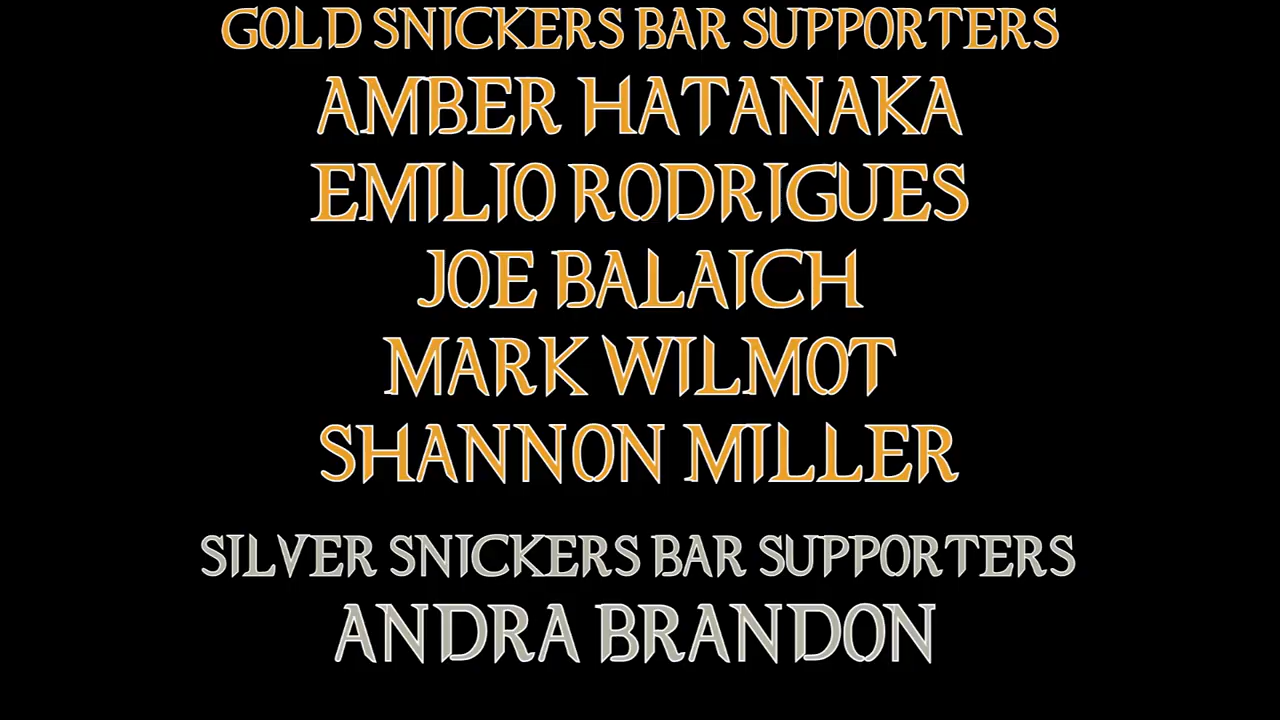 GOLD SNICKERS BAR SUPPORTERS
AMBER HATANAKA
EMILIO RODRIGUES
JOE BALAICH
MARK WILMOT
SHANNON MILLER
SILVER SNICKERS BAR SUPPORTERS
ANDRA BRANDON